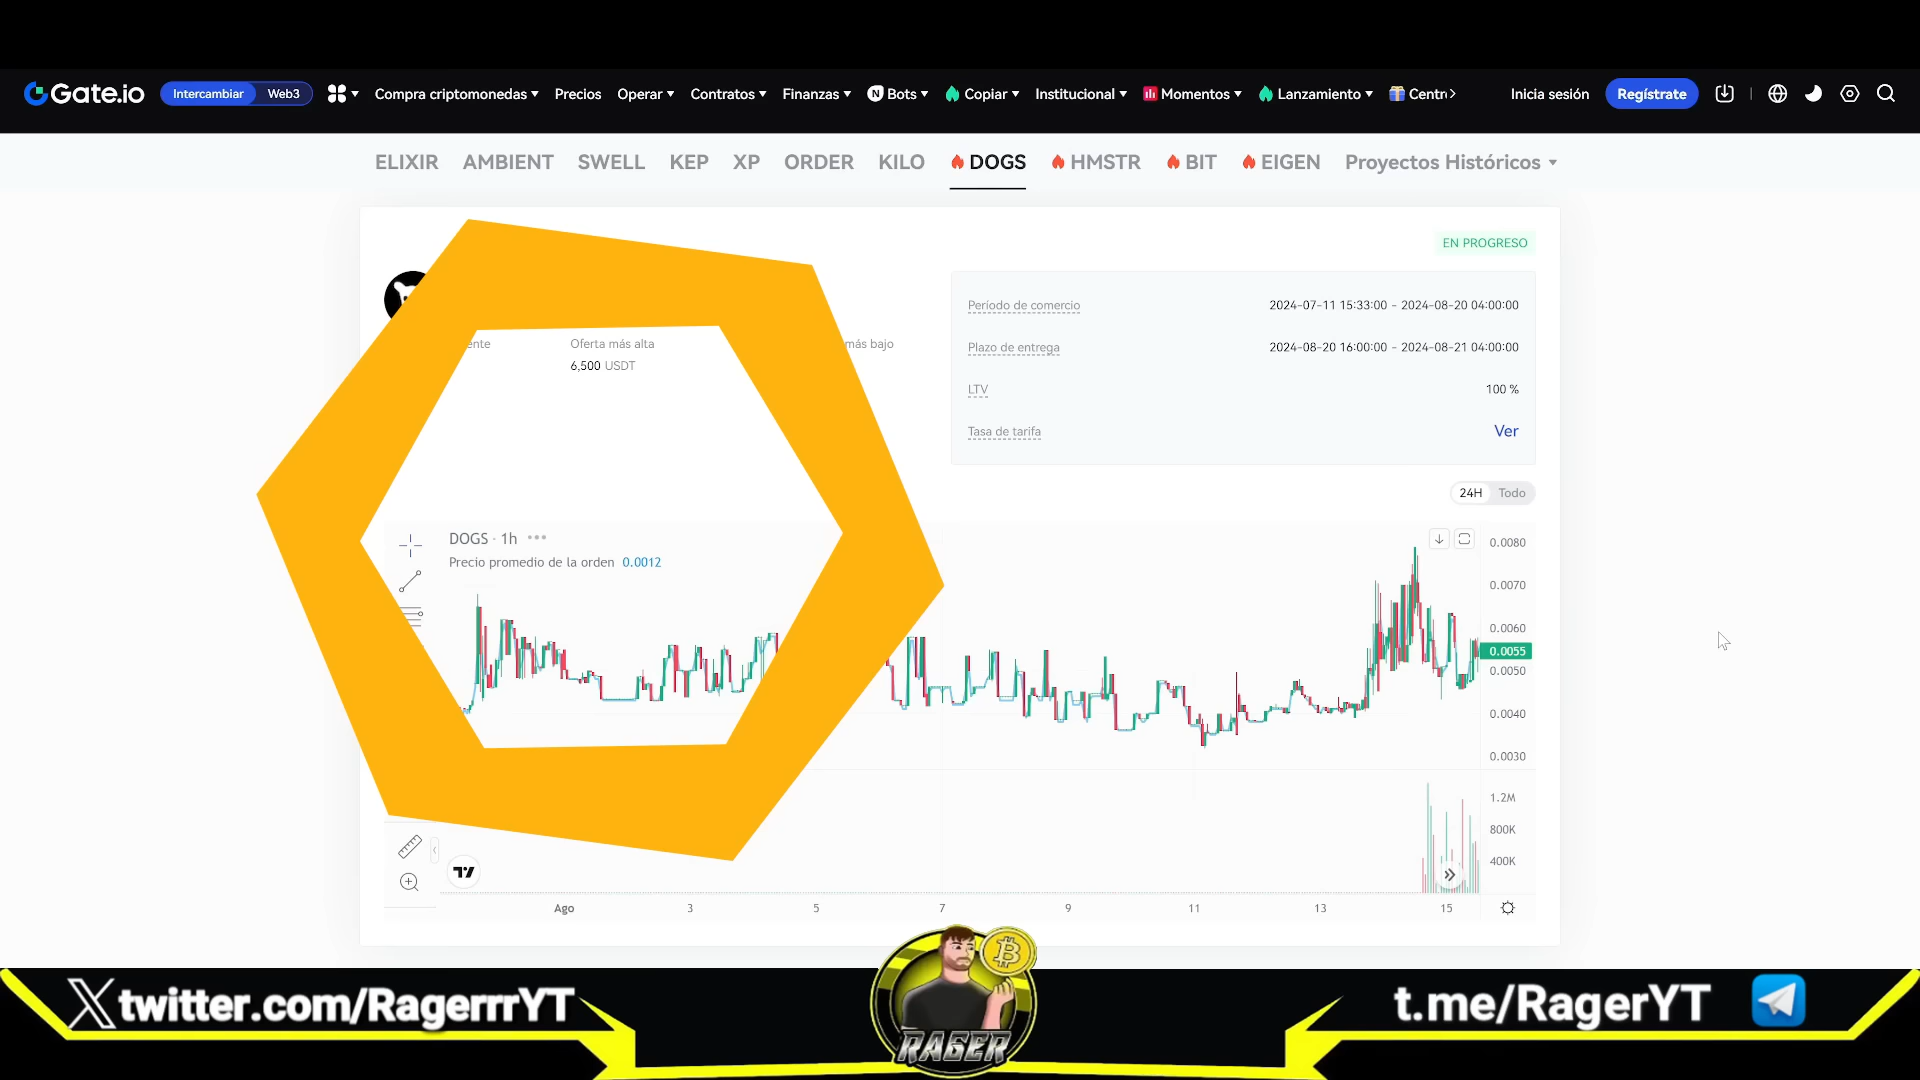 Gate.io Intercambiar Web3 Compra criptomonedas Precios Operar Contratos Finanzas Bots Copiar Institucional Momentos Lanzamiento Inicia sesión Regístrate
ELIXIR AMBIENT SWELL KEP XP ORDER KILO DOGS HMSTR BIT EIGEN Proyectos Históricos
EN PROGRESO
Período de comercio 2024-07-11 15:33:00 - 2024-08-20 04:00:00
Oferta más alta más bajo
6,500 USDT
Plazo de entrega 2024-08-20 16:00:00 - 2024-08-21 04:00:00
LTV 100 %
Tasa de tarifa Ver
24H Todo
DOGS · 1h
Precio promedio de la orden 0.0012
0.0080
0.0070
0.0060
0.0055
0.0050
0.0040
0.0030
1.2M
800K
400K
Ago 3 5 7 9 11 13 15
X twitter.com/RagerrrYT
RAGER
t.me/RagerYT